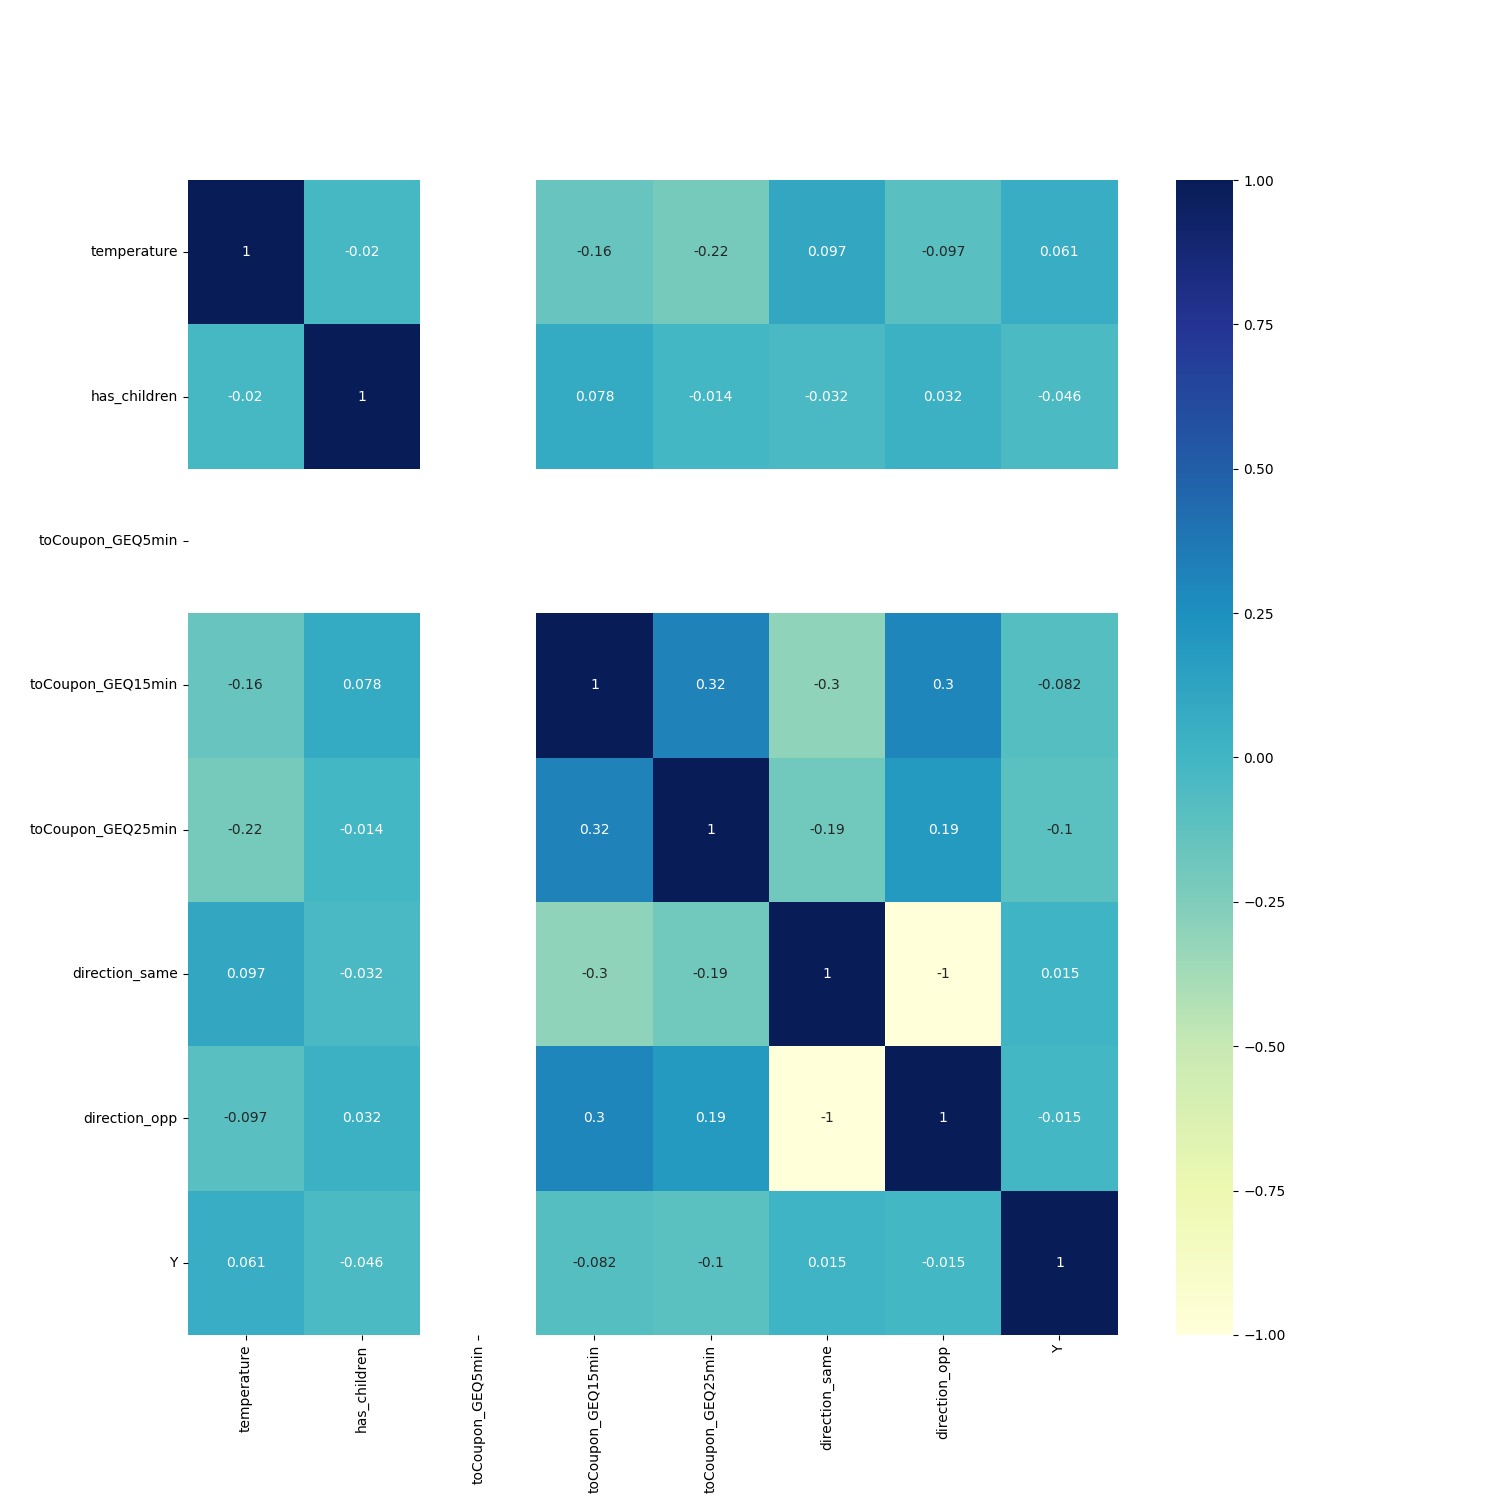 temperature 1 -0.02 -0.16 -0.22 0.097 -0.097 0.061
has_children -0.02 1 0.078 -0.014 -0.032 0.032 -0.046
toCoupon_GEQ5min
toCoupon_GEQ15min -0.16 0.078 1 0.32 -0.3 0.3 -0.082
toCoupon_GEQ25min -0.22 -0.014 0.32 1 -0.19 0.19 -0.1
direction_same 0.097 -0.032 -0.3 -0.19 1 -1 0.015
direction_opp -0.097 0.032 0.3 0.19 -1 1 -0.015
Y 0.061 -0.046 -0.082 -0.1 0.015 -0.015 1
temperature
has_children
toCoupon_GEQ5min
toCoupon_GEQ15min
toCoupon_GEQ25min
direction_same
direction_opp
Y
1.00
0.75
0.50
0.25
0.00
−0.25
−0.50
−0.75
−1.00